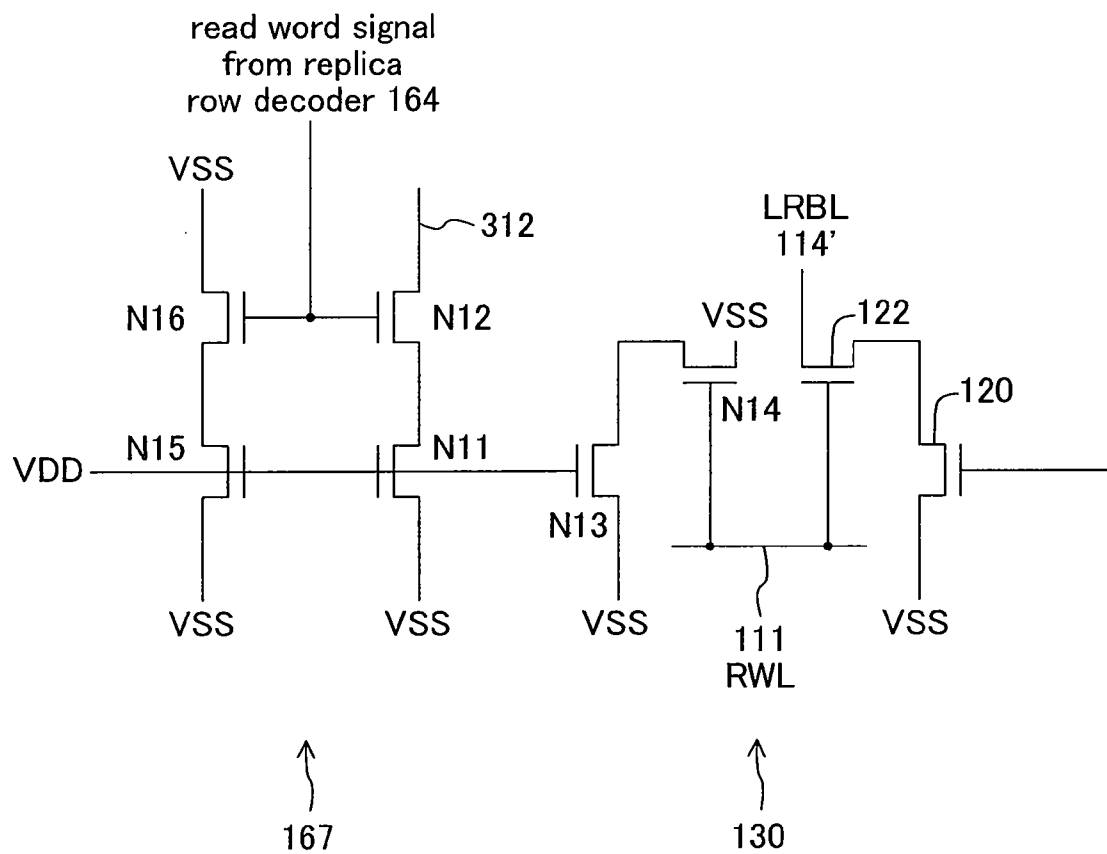 read word signal
from replica
row decoder 164
VSS
312
LRBL
114'
N16
N12
VSS
122
N14
120
N15
N11
VDD
N13
VSS
VSS
VSS
VSS
111
RWL
167
130